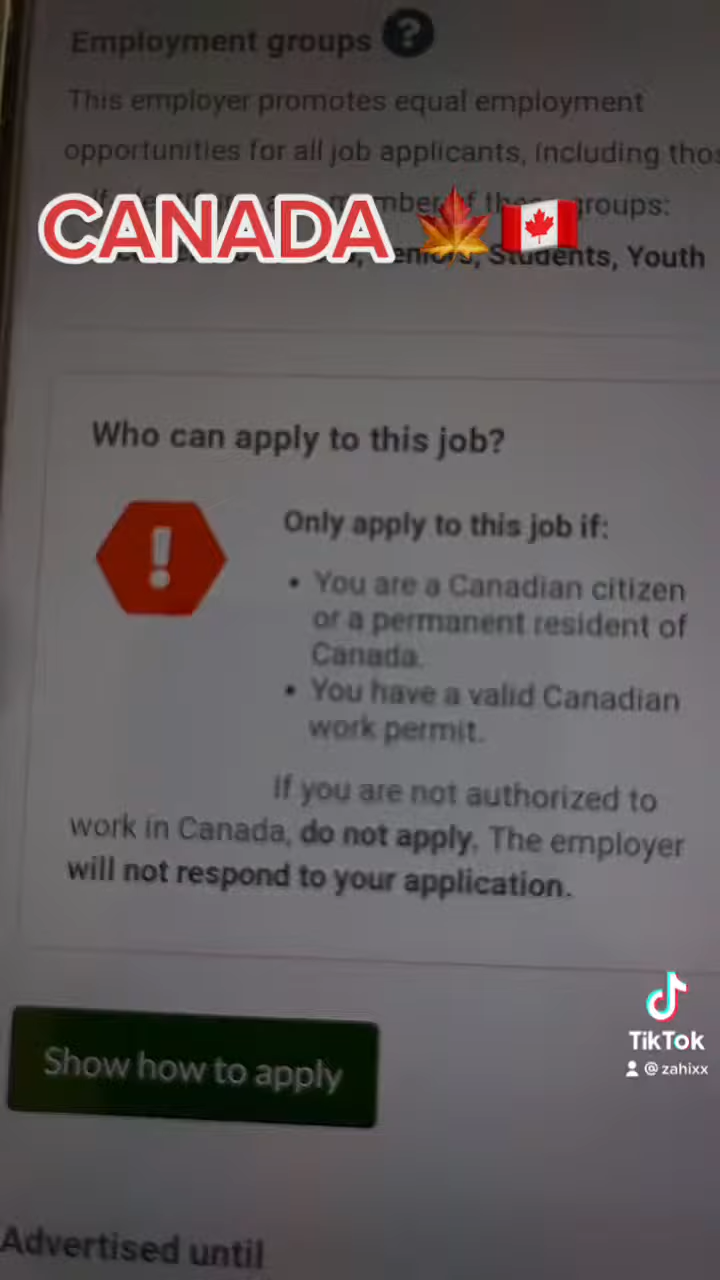 Employment groups ?
This employer promotes equal employment
opportunities for all job applicants, including thos
groups:
CANADA
Students, Youth
Who can apply to this job?
!
Only apply to this job if:
• You are a Canadian citizen
or a permanent resident of
Canada.
• You have a valid Canadian
work permit.
If you are not authorized to
work in Canada, do not apply. The employer
will not respond to your application.
TikTok
@ zahixx
Show how to apply
Advertised until